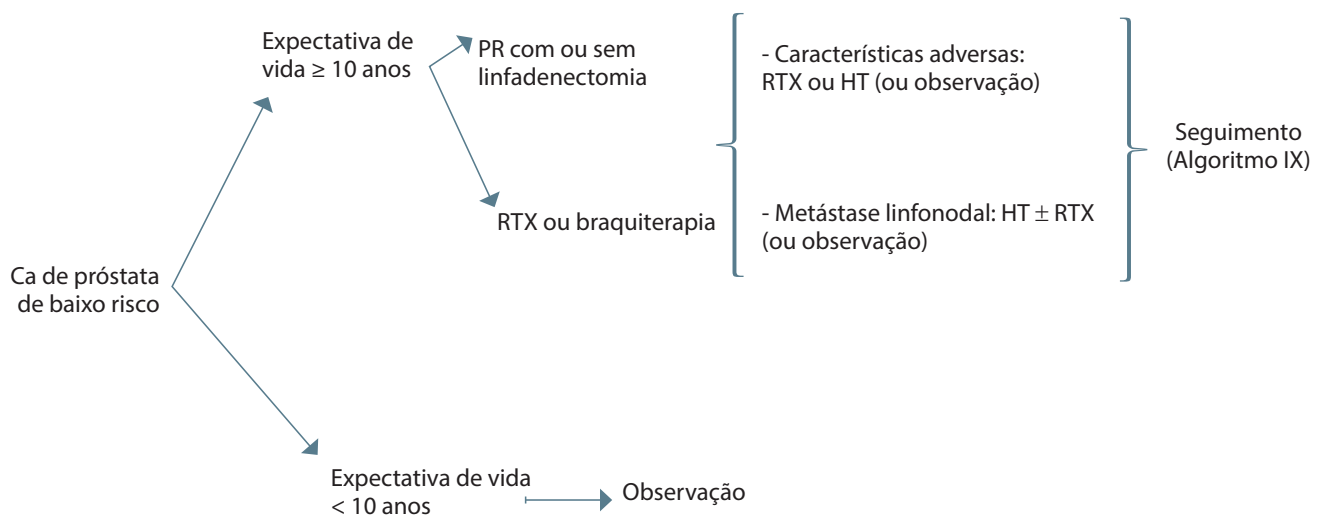 Ca de próstata
de baixo risco
Expectativa de
vida ≥ 10 anos
PR com ou sem
linfadenectomia
RTX ou braquiterapia
- Características adversas:
RTX ou HT (ou observação)
- Metástase linfonodal: HT ± RTX
(ou observação)
Seguimento
(Algoritmo IX)
Expectativa de vida
< 10 anos
Observação